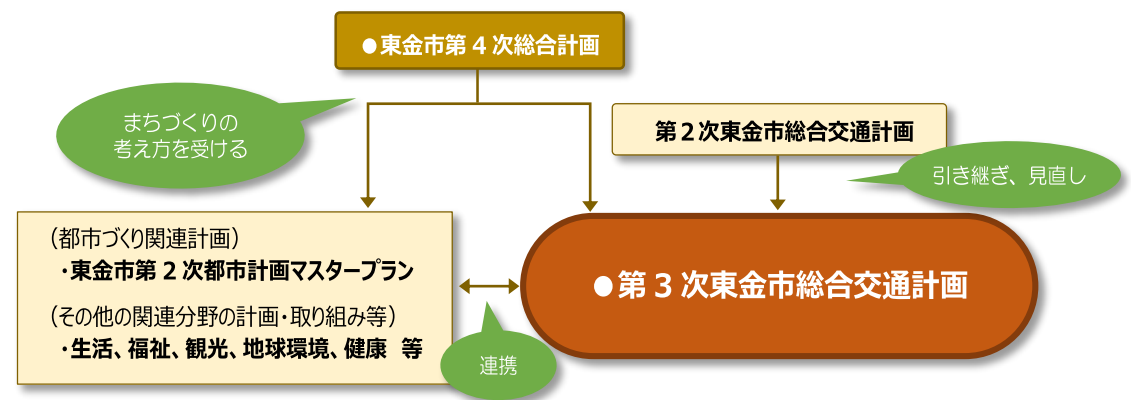 ●東金市第4次総合計画
まちづくりの
考え方を受ける
第2次東金市総合交通計画
引き継ぎ、見直し
(都市づくり関連計画)
・東金市第2次都市計画マスタープラン
(その他の関連分野の計画・取り組み等)
・生活、福祉、観光、地球環境、健康 等
●第3次東金市総合交通計画
連携